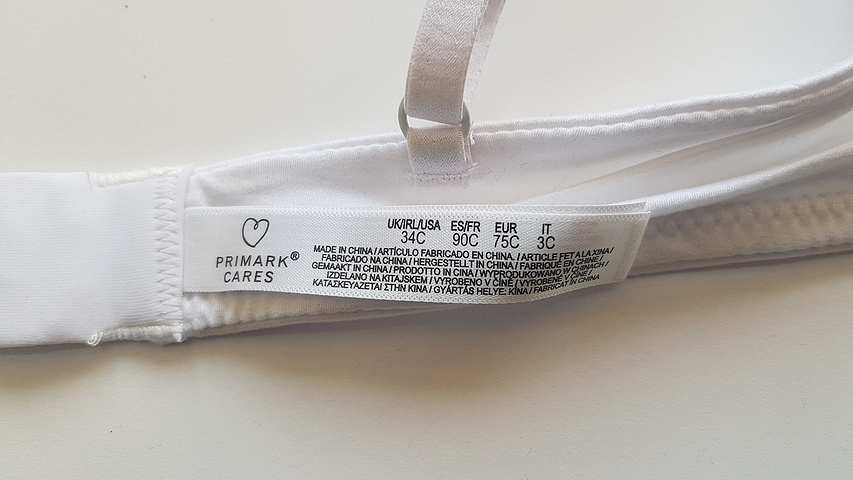 PRIMARK®
CARES
UK/IRL/USA ES/FR EUR IT
34C 90C 75C 3C
MADE IN CHINA / ARTÍCULO FABRICADO EN CHINA. / ARTICLE FET A LA XINA /
FABRICADO NA CHINA / HERGESTELLT IN CHINA / FABRIQUÉ EN CHINE /
GEMAAKT IN CHINA / PRODOTTO IN CINA / WYPRODUKOWANO W CHINACH /
IZDELANO NA KITAJSKEM / VYROBENO V ČÍNĚ / VYROBENÉ V ČÍNE /
ΚΑΤΑΣΚΕΥΑΖΕΤΑΙ ΣΤΗΝ ΚΙΝΑ / GYÁRTÁS HELYE: KÍNA / FABRICAT ÎN CHINA